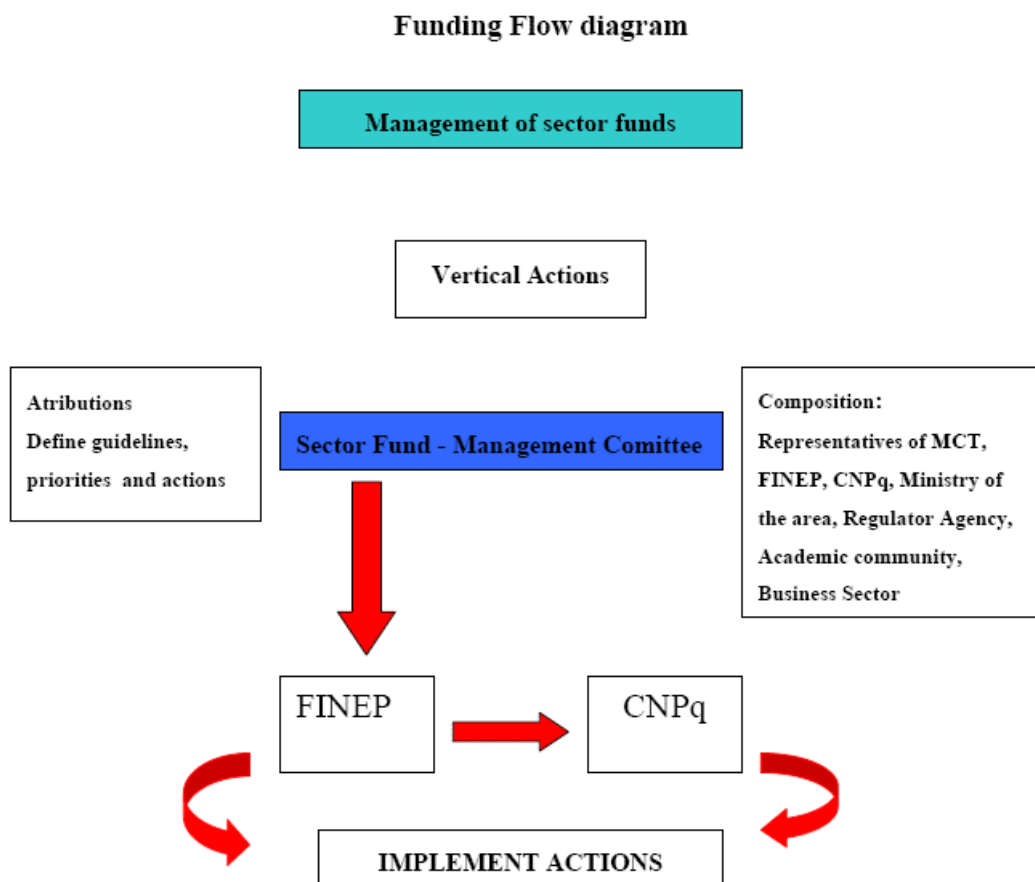 Funding Flow diagram
Management of sector funds
Vertical Actions
Atributions
Define guidelines,
priorities and actions
Sector Fund - Management Comittee
Composition:
Representatives of MCT,
FINEP, CNPq, Ministry of
the area, Regulator Agency,
Academic community,
Business Sector
FINEP
CNPq
IMPLEMENT ACTIONS